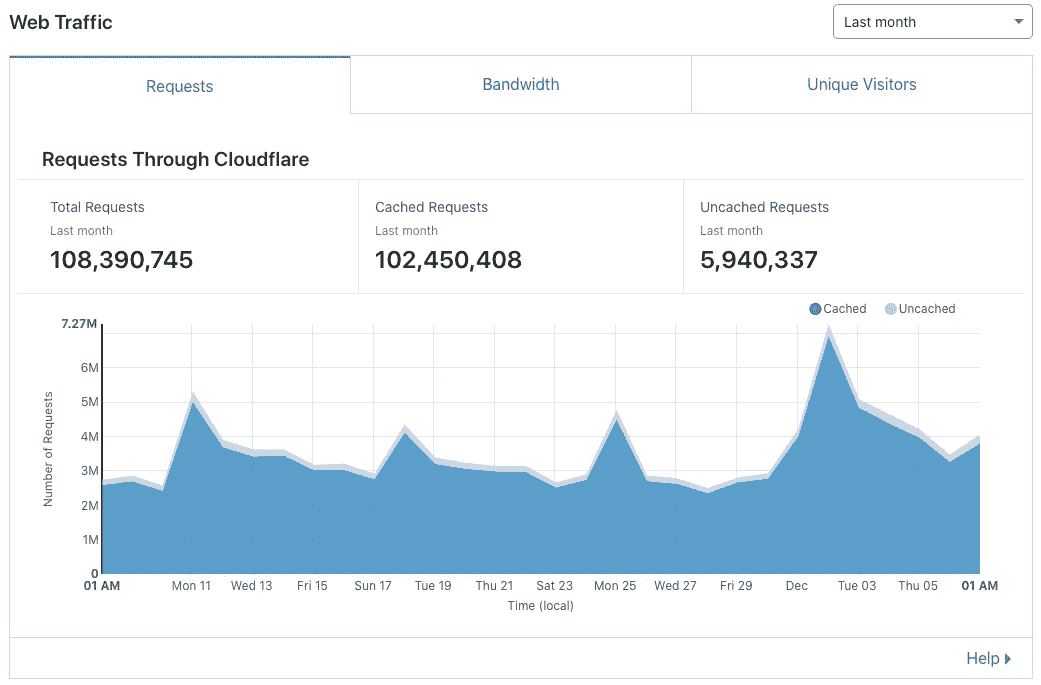 Web Traffic
Last month
Requests
Bandwidth
Unique Visitors
Requests Through Cloudflare
Total Requests
Last month
108,390,745
Cached Requests
Last month
102,450,408
Uncached Requests
Last month
5,940,337
Cached
Uncached
7.27M
6M
5M
4M
3M
2M
1M
0
Number of Requests
01 AM
Mon 11
Wed 13
Fri 15
Sun 17
Tue 19
Thu 21
Sat 23
Mon 25
Wed 27
Fri 29
Dec
Tue 03
Thu 05
01 AM
Time (local)
Help